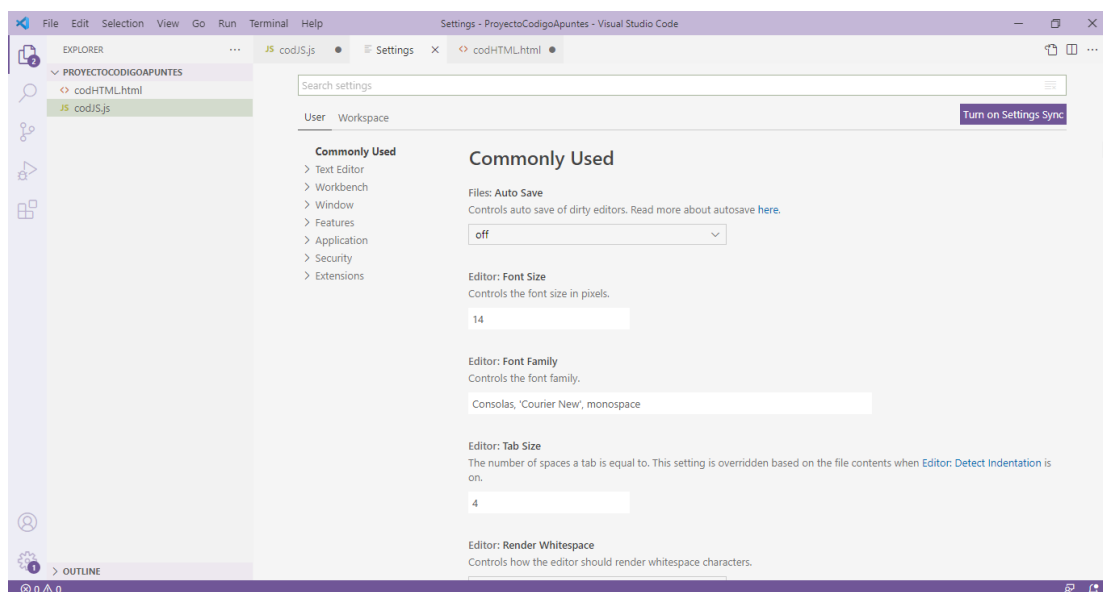 File Edit Selection View Go Run Terminal Help
Settings - ProyectoCodigoApuntes - Visual Studio Code
EXPLORER
JS codJS.js
Settings
codHTML.html
2
PROYECTOCODIGOAPUNTES
codHTML.html
JS codJS.js
Search settings
User Workspace
Turn on Settings Sync
Commonly Used
Text Editor
Workbench
Window
Features
Application
Security
Extensions
Commonly Used
Files: Auto Save
Controls auto save of dirty editors. Read more about autosave here.
off
Editor: Font Size
Controls the font size in pixels.
14
Editor: Font Family
Controls the font family.
Consolas, 'Courier New', monospace
Editor: Tab Size
The number of spaces a tab is equal to. This setting is overridden based on the file contents when Editor: Detect Indentation is
on.
4
Editor: Render Whitespace
Controls how the editor should render whitespace characters.
1
OUTLINE
0 0